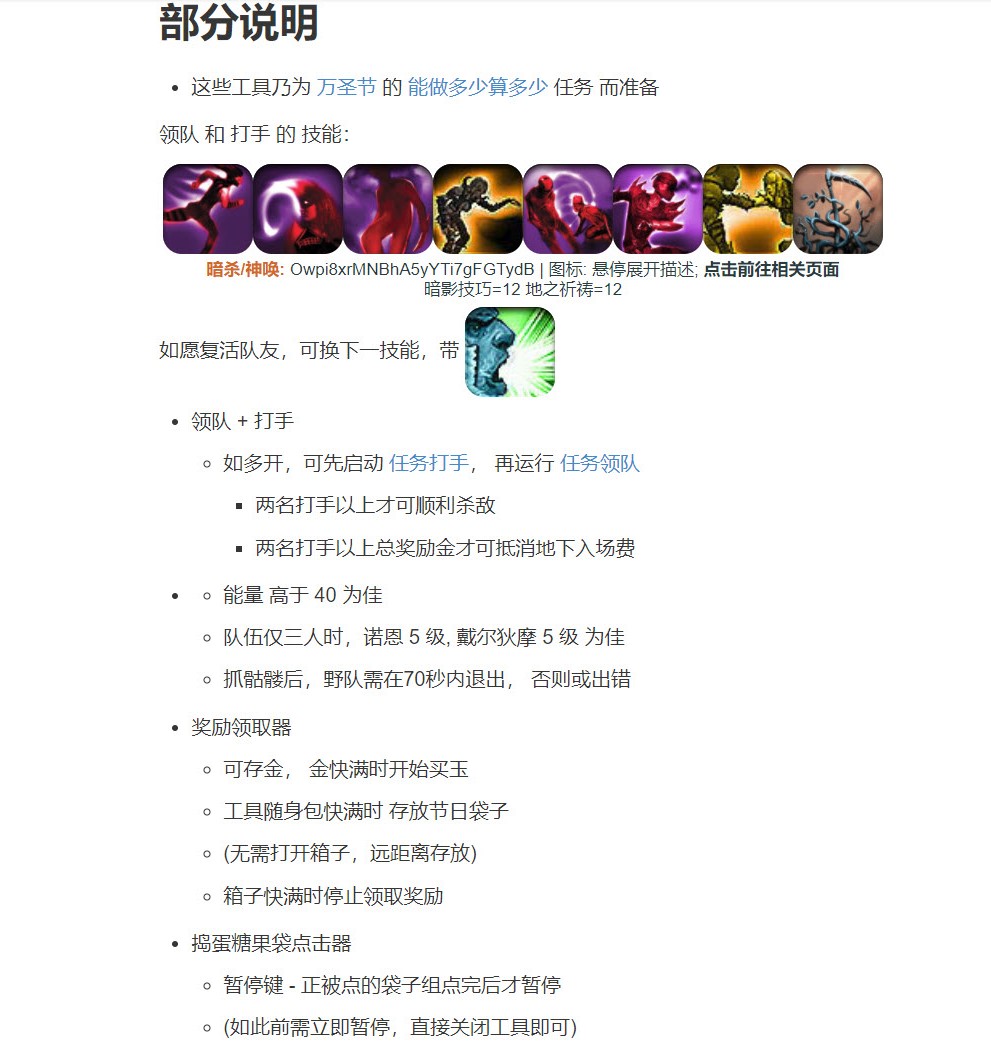 部分说明
这些工具乃为 万圣节 的 能做多少算多少 任务 而准备
领队 和 打手 的 技能：
暗杀/神唤: Owpi8xrMNBhA5yYTi7gFGTydB | 图标: 悬停展开描述; 点击前往相关页面
暗影技巧=12 地之祈祷=12
如愿复活队友，可换下一技能，带
领队 + 打手
如多开，可先启动 任务打手， 再运行 任务领队
两名打手以上才可顺利杀敌
两名打手以上总奖励金才可抵消地下入场费
能量 高于 40 为佳
队伍仅三人时，诺恩 5 级, 戴尔狄摩 5 级 为佳
抓骷髅后，野队需在70秒内退出， 否则或出错
奖励领取器
可存金， 金快满时开始买玉
工具随身包快满时 存放节日袋子
(无需打开箱子，远距离存放)
箱子快满时停止领取奖励
捣蛋糖果袋点击器
暂停键 - 正被点的袋子组点完后才暂停
(如此前需立即暂停，直接关闭工具即可)